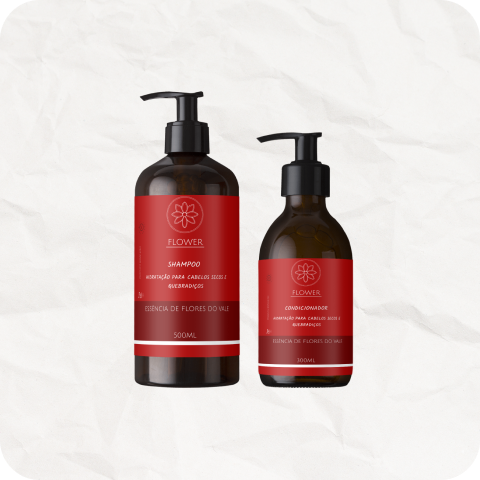 FLOWER
SHAMPOO
HIDRATAÇÃO PARA CABELOS SECOS E
QUEBRADIÇOS
ESSÊNCIA DE FLORES DO VALE
500ML
FLOWER
CONDICIONADOR
HIDRATAÇÃO PARA CABELOS SECOS E
QUEBRADIÇOS
ESSÊNCIA DE FLORES DO VALE
300ML